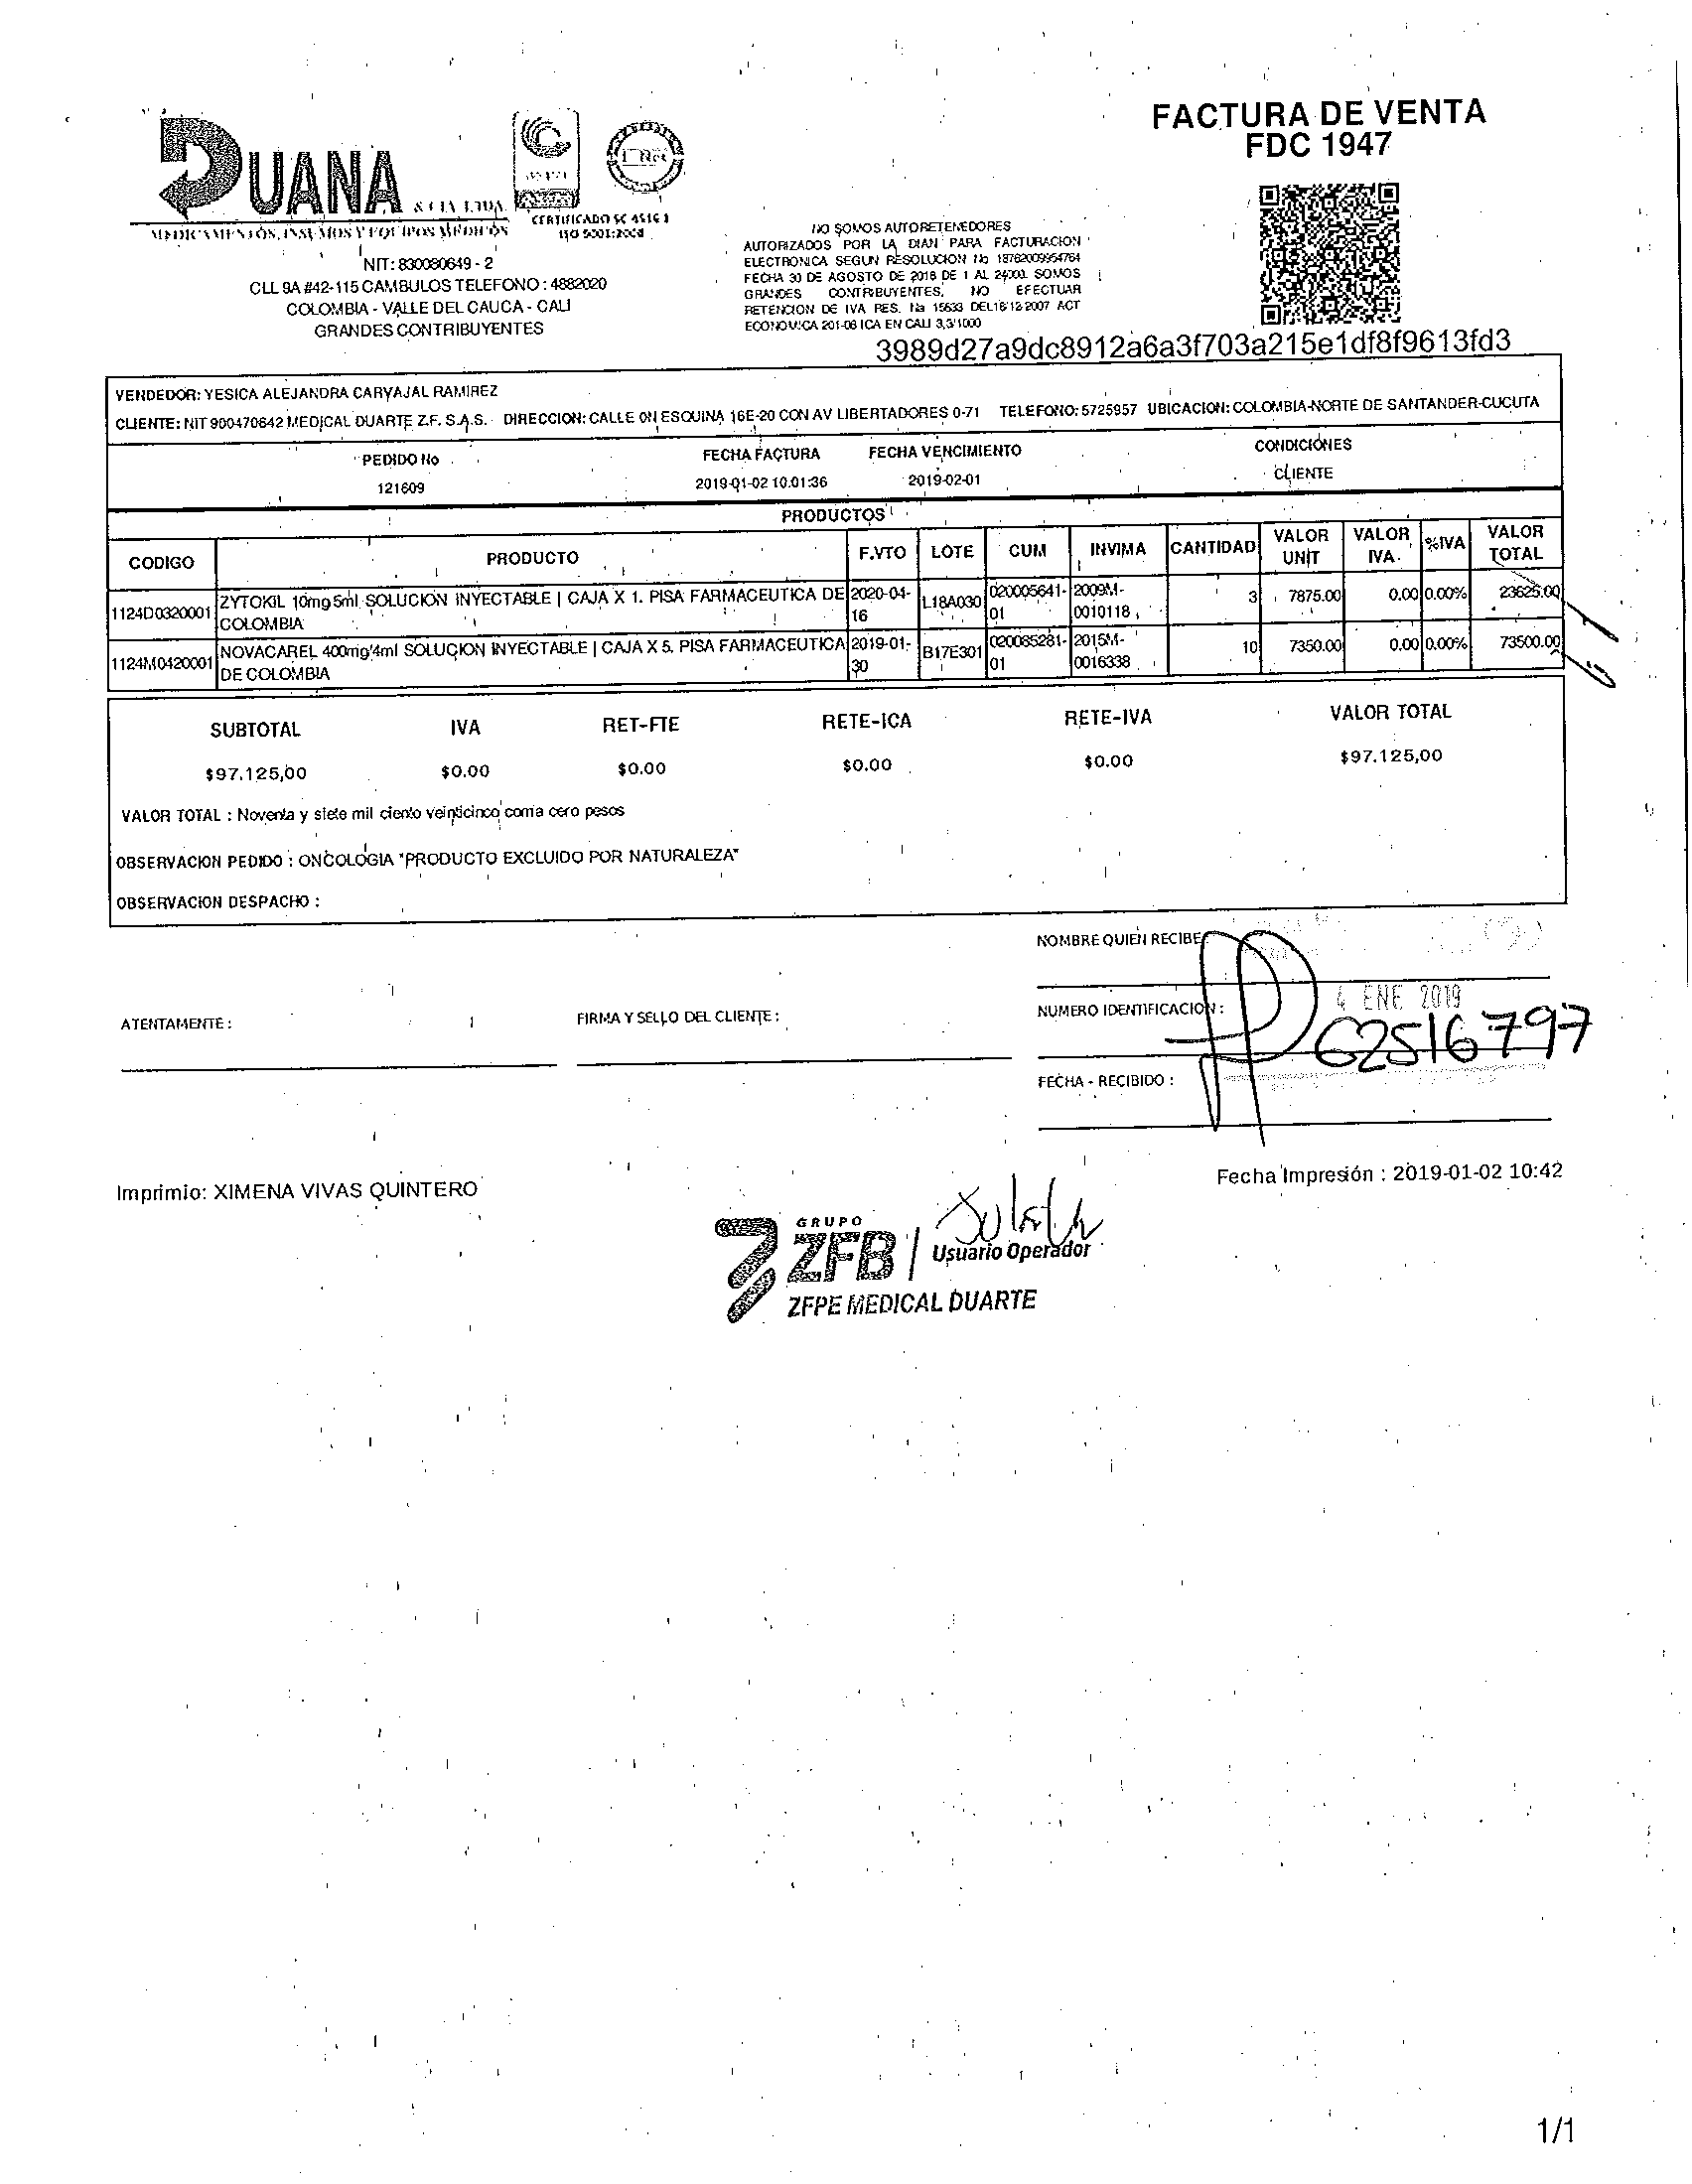 FACTURA DE VENTA
FDC 1947
DUANA
& CIA LTDA.
MEDICAMENTOS, INSUMOS Y EQUIPOS MEDICOS
CERTIFICADO SC 4516 1
ISO 9001:2008
NIT: 830080649 - 2
CLL 9A #42-115 CAMBULOS TELEFONO : 4882020
COLOMBIA - VALLE DEL CAUCA - CALI
GRANDES CONTRIBUYENTES
NO SOMOS AUTORETENEDORES
AUTORIZADOS POR LA DIAN PARA FACTURACION
ELECTRONICA SEGUN RESOLUCION No 18762009954764
FECHA 30 DE AGOSTO DE 2018 DE 1 AL 24000. SOMOS
GRANDES CONTRIBUYENTES, NO EFECTUAR
RETENCION DE IVA RES. No 15633 DEL18/12/2007 ACT
ECONOMICA 201-08 ICA EN CALI 3,3/1000
3989d27a9dc8912a6a3f703a215e1df8f9613fd3
VENDEDOR: YESICA ALEJANDRA CARVAJAL RAMIREZ
CLIENTE: NIT 900470642 MEDICAL DUARTE Z.F. S.A.S. DIRECCION: CALLE 0N ESQUINA 16E-20 CON AV LIBERTADORES 0-71 TELEFONO: 5725957 UBICACION: COLOMBIA-NORTE DE SANTANDER-CUCUTA
PEDIDO No FECHA FACTURA FECHA VENCIMIENTO CONDICIONES
121609 2019-01-02 10:01:36 2019-02-01 CLIENTE
PRODUCTOS
CODIGO PRODUCTO F.VTO LOTE CUM INVIMA CANTIDAD VALOR UNIT VALOR IVA %IVA VALOR TOTAL
1124D0320001 ZYTOKIL 10mg5ml SOLUCION INYECTABLE | CAJA X 1. PISA FARMACEUTICA DE COLOMBIA 2020-04-16 L18A030 020005641-01 2009M-0010118 3 7875.00 0.00 0.00% 23625.00
1124M0420001 NOVACAREL 400mg/4ml SOLUCION INYECTABLE | CAJA X 5. PISA FARMACEUTICA DE COLOMBIA 2019-01-30 B17E301 020085281-01 2015M-0016338 10 7350.00 0.00 0.00% 73500.00
SUBTOTAL IVA RET-FTE RETE-ICA RETE-IVA VALOR TOTAL
$97.125,00 $0.00 $0.00 $0.00 $0.00 $97.125,00
VALOR TOTAL : Noventa y siete mil ciento veinticinco coma cero pesos
OBSERVACION PEDIDO : ONCOLOGIA "PRODUCTO EXCLUIDO POR NATURALEZA"
OBSERVACION DESPACHO :
NOMBRE QUIEN RECIBE:
4 ENE 2019
NUMERO IDENTIFICACION :
62516797
ATENTAMENTE :
FIRMA Y SELLO DEL CLIENTE :
FECHA - RECIBIDO :
Fecha Impresión : 2019-01-02 10:42
Imprimio: XIMENA VIVAS QUINTERO
GRUPO
ZFB
Usuario Operador
ZFPE MEDICAL DUARTE
1/1